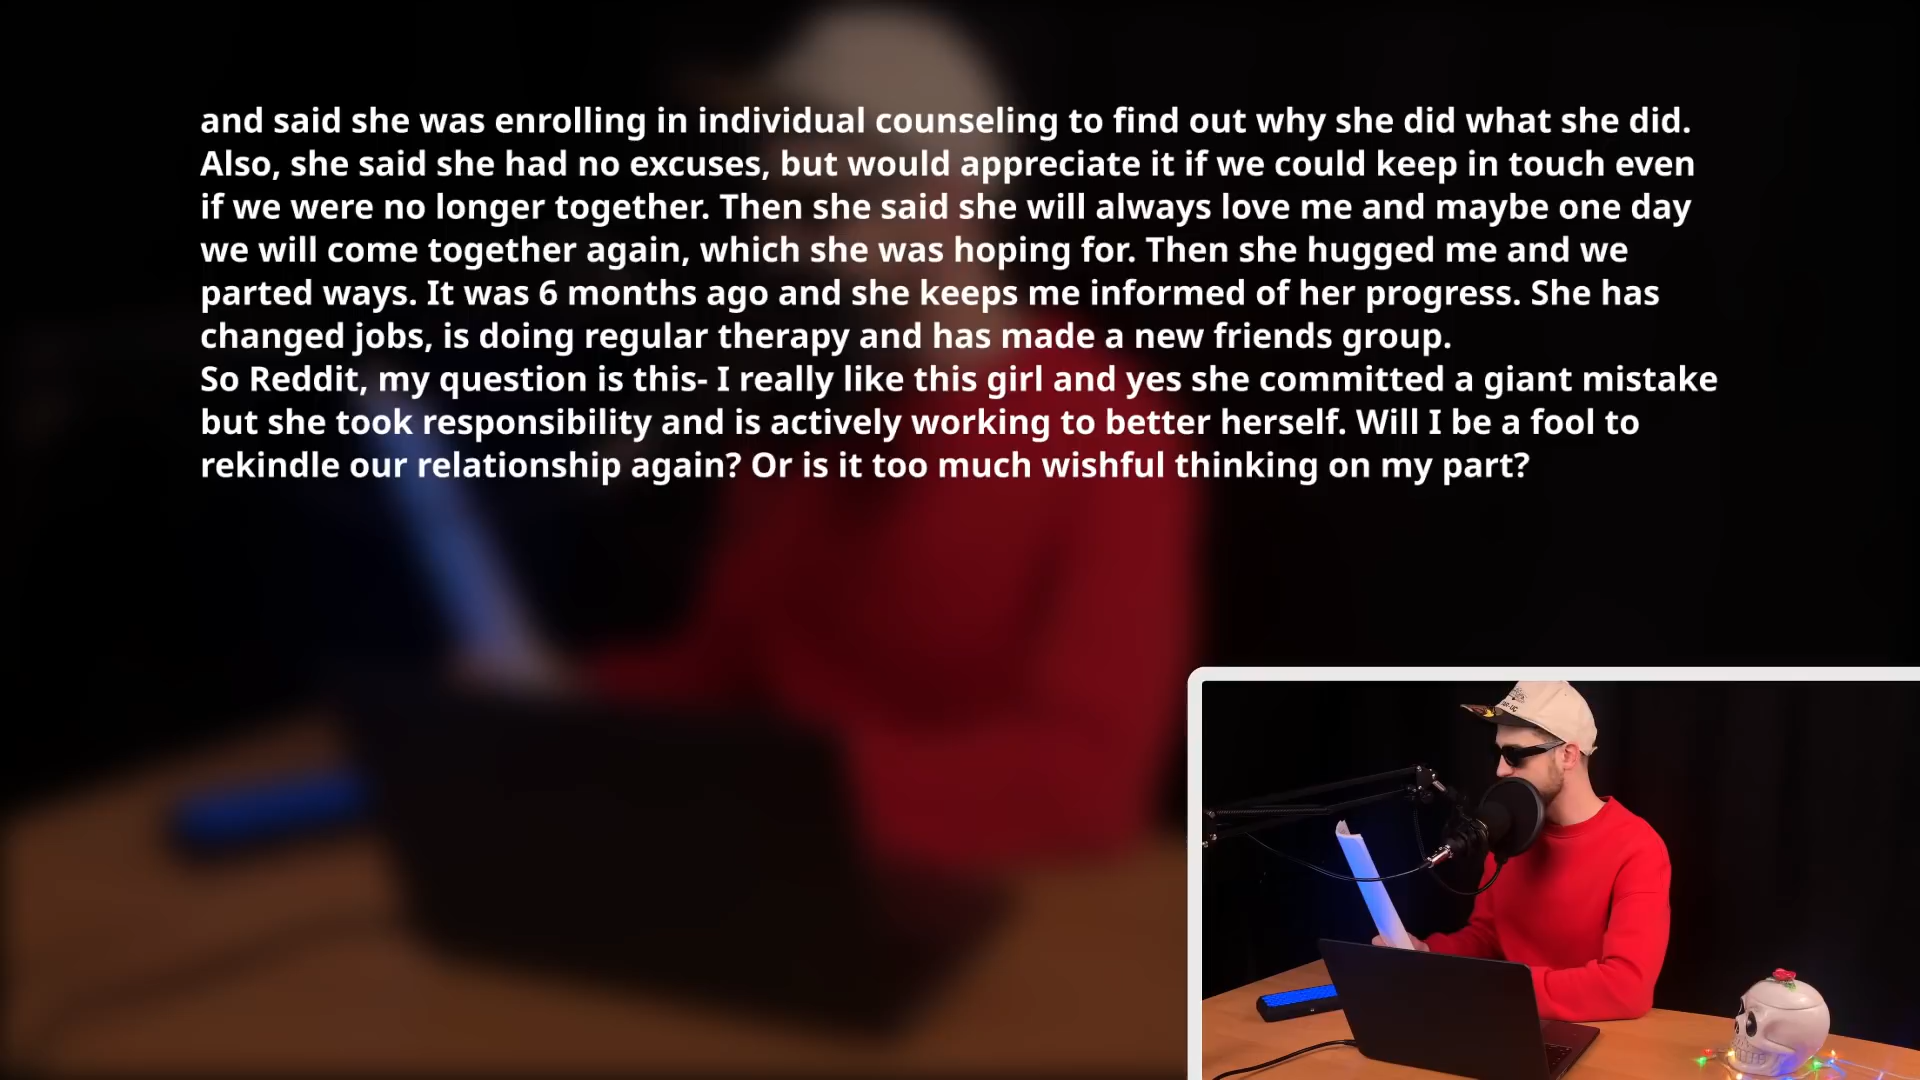 and said she was enrolling in individual counseling to find out why she did what she did.
Also, she said she had no excuses, but would appreciate it if we could keep in touch even
if we were no longer together. Then she said she will always love me and maybe one day
we will come together again, which she was hoping for. Then she hugged me and we
parted ways. It was 6 months ago and she keeps me informed of her progress. She has
changed jobs, is doing regular therapy and has made a new friends group.
So Reddit, my question is this- I really like this girl and yes she committed a giant mistake
but she took responsibility and is actively working to better herself. Will I be a fool to
rekindle our relationship again? Or is it too much wishful thinking on my part?